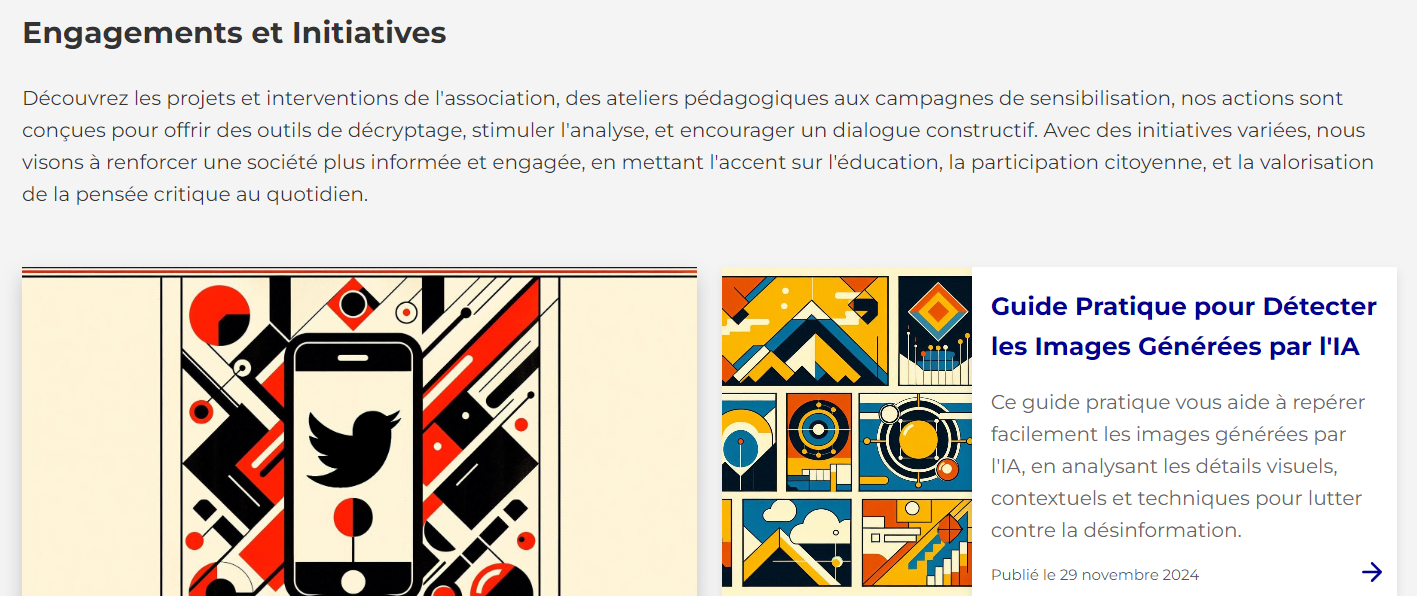 Engagements et Initiatives
Découvrez les projets et interventions de l'association, des ateliers pédagogiques aux campagnes de sensibilisation, nos actions sont
conçues pour offrir des outils de décryptage, stimuler l'analyse, et encourager un dialogue constructif. Avec des initiatives variées, nous
visons à renforcer une société plus informée et engagée, en mettant l'accent sur l'éducation, la participation citoyenne, et la valorisation
de la pensée critique au quotidien.
Guide Pratique pour Détecter
les Images Générées par l'IA
Ce guide pratique vous aide à repérer
facilement les images générées par
l'IA, en analysant les détails visuels,
contextuels et techniques pour lutter
contre la désinformation.
Publié le 29 novembre 2024